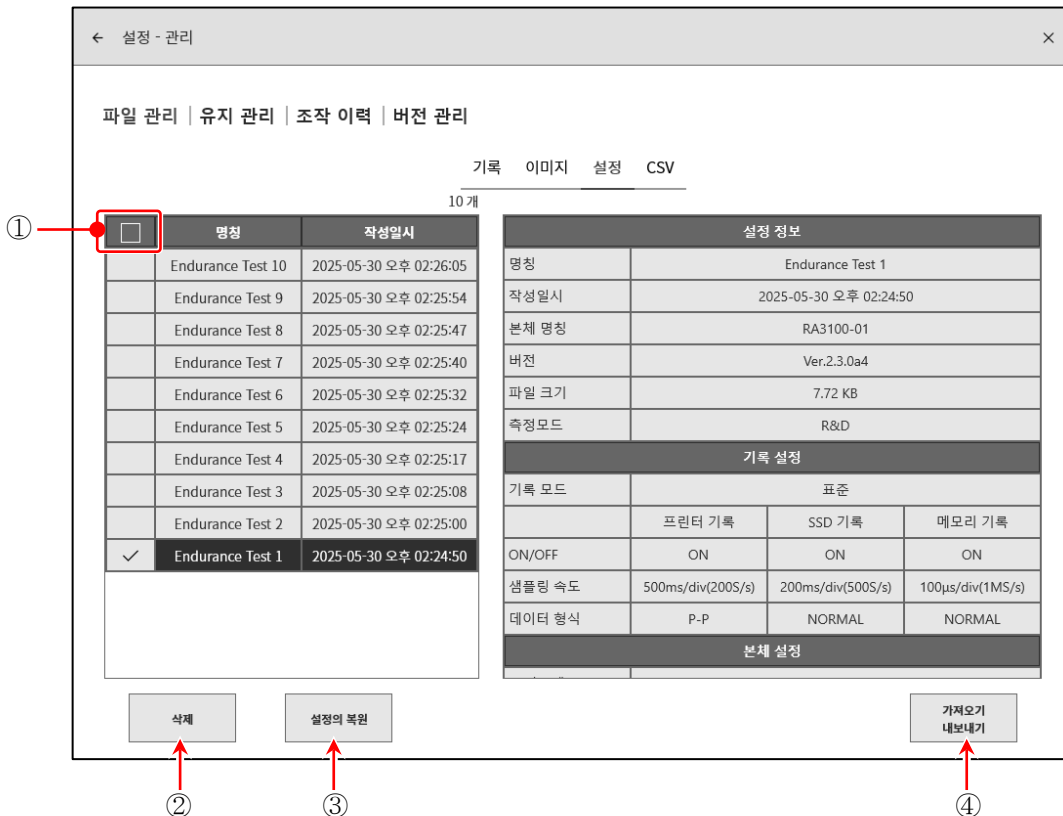 ← 설정 - 관리 ×
파일 관리 | 유지 관리 | 조작 이력 | 버전 관리
기록 이미지 설정 CSV
10 개
①
명칭 작성일시
Endurance Test 10 2025-05-30 오후 02:26:05
Endurance Test 9 2025-05-30 오후 02:25:54
Endurance Test 8 2025-05-30 오후 02:25:47
Endurance Test 7 2025-05-30 오후 02:25:40
Endurance Test 6 2025-05-30 오후 02:25:32
Endurance Test 5 2025-05-30 오후 02:25:24
Endurance Test 4 2025-05-30 오후 02:25:17
Endurance Test 3 2025-05-30 오후 02:25:08
Endurance Test 2 2025-05-30 오후 02:25:00
✓ Endurance Test 1 2025-05-30 오후 02:24:50
설정 정보
명칭 Endurance Test 1
작성일시 2025-05-30 오후 02:24:50
본체 명칭 RA3100-01
버전 Ver.2.3.0a4
파일 크기 7.72 KB
측정모드 R&D
기록 설정
기록 모드 표준
프린터 기록 SSD 기록 메모리 기록
ON/OFF ON ON ON
샘플링 속도 500ms/div(200S/s) 200ms/div(500S/s) 100μs/div(1MS/s)
데이터 형식 P-P NORMAL NORMAL
본체 설정
삭제
설정의 복원
가져오기
내보내기
② ③ ④